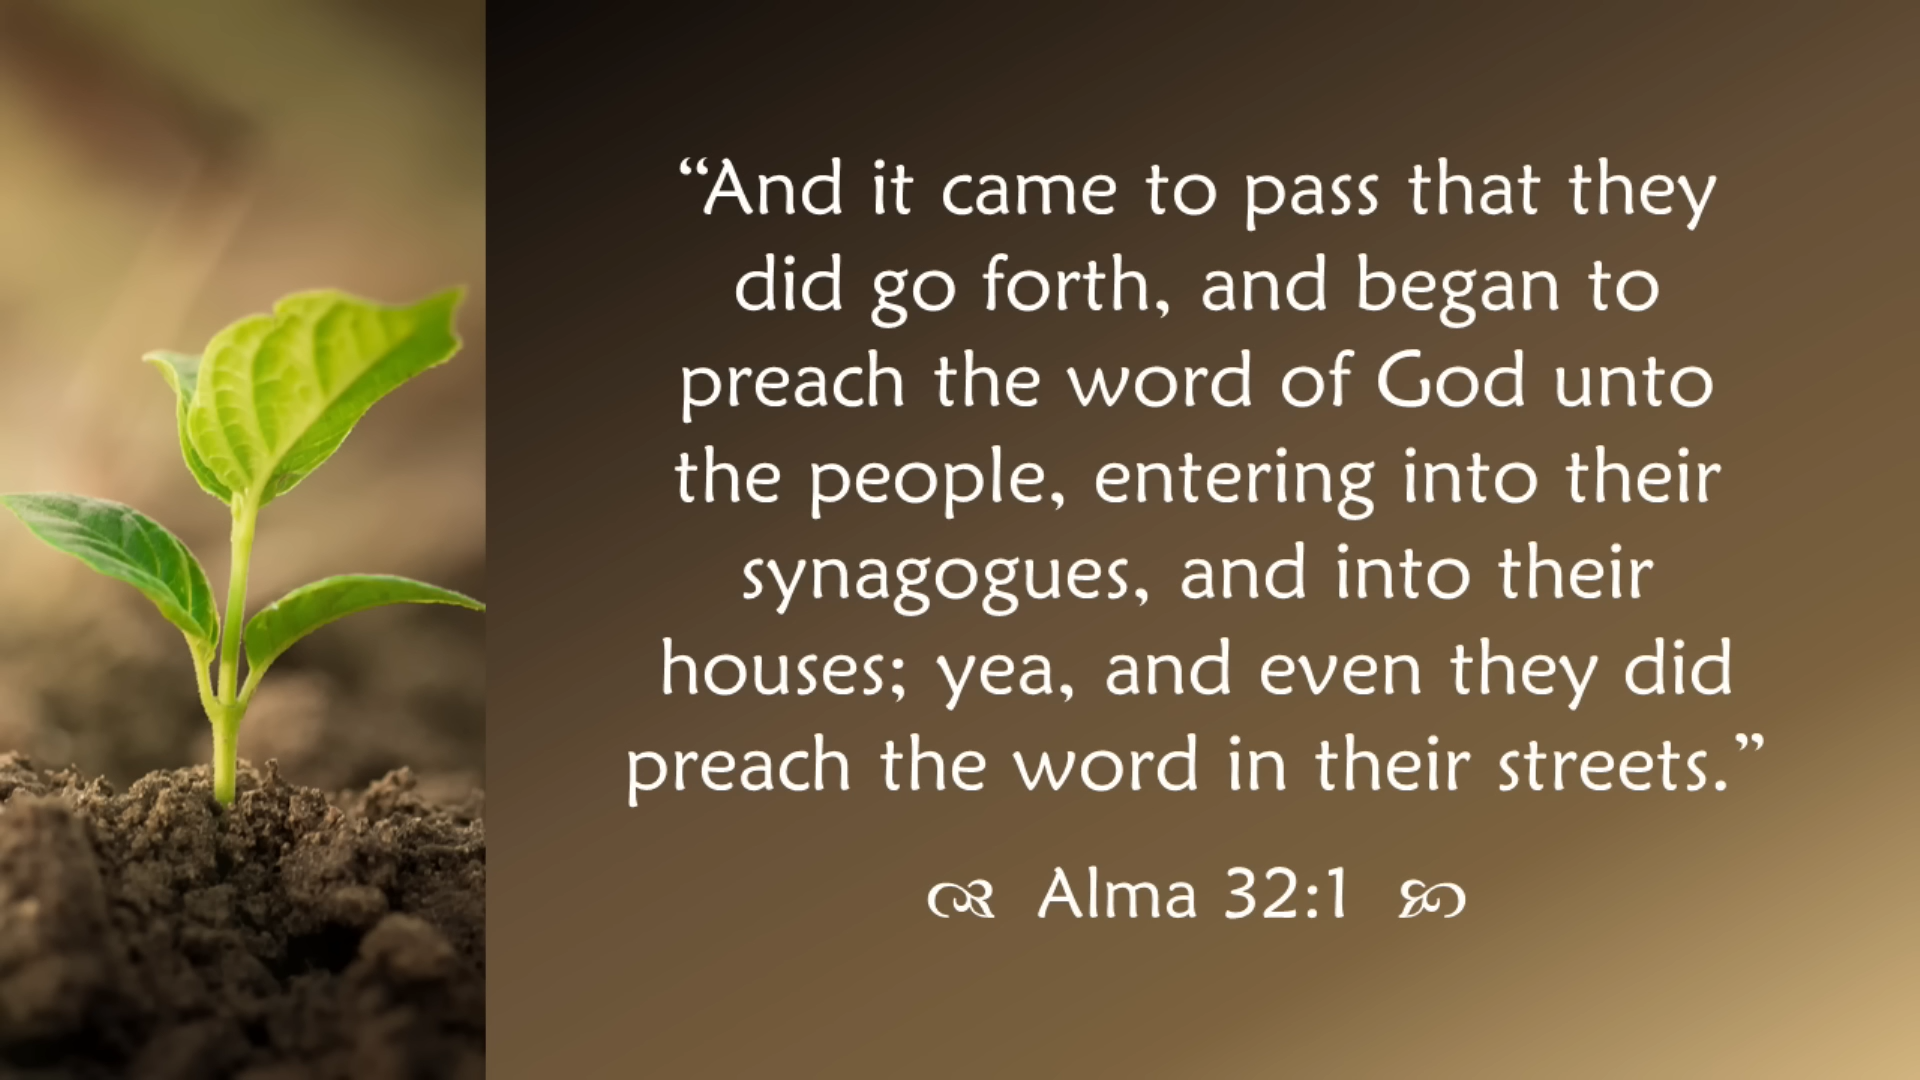 “And it came to pass that they
did go forth, and began to
preach the word of God unto
the people, entering into their
synagogues, and into their
houses; yea, and even they did
preach the word in their streets.”
Alma 32:1